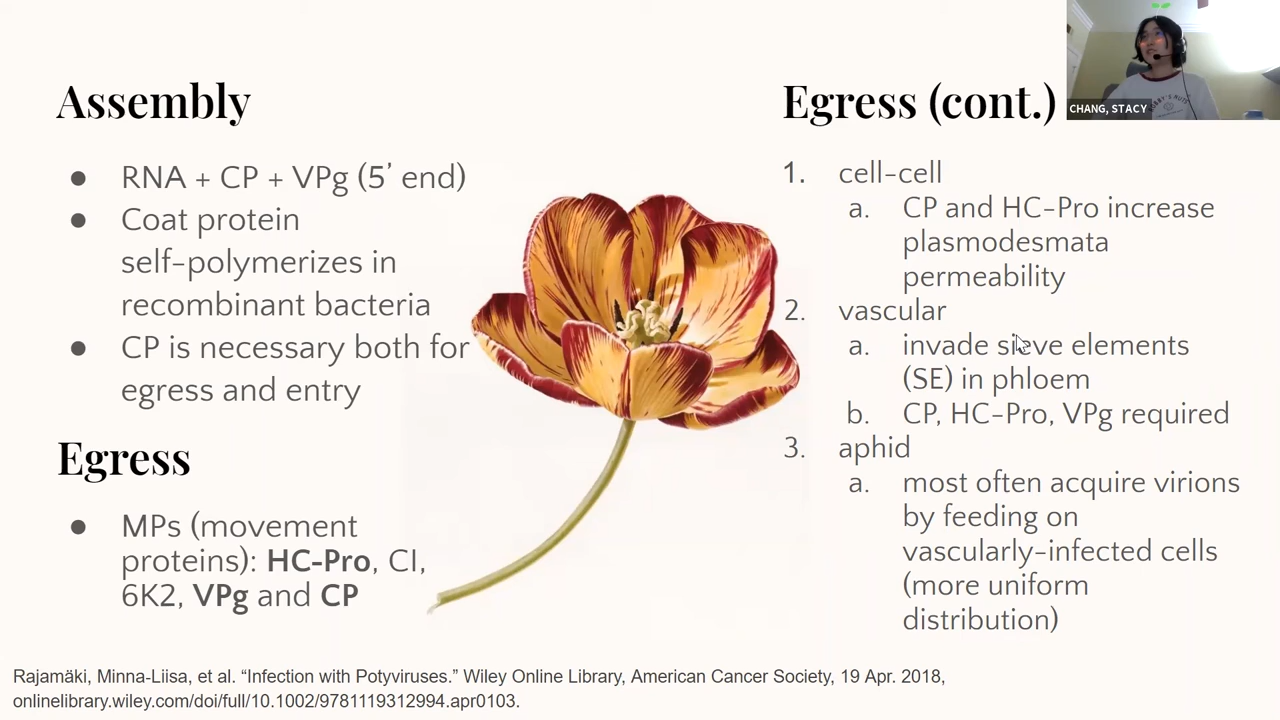 Assembly
● RNA + CP + VPg (5’ end)
● Coat protein
self-polymerizes in
recombinant bacteria
● CP is necessary both for
egress and entry
Egress
● MPs (movement
proteins): HC-Pro, CI,
6K2, VPg and CP
Egress (cont.)
1. cell-cell
a. CP and HC-Pro increase
plasmodesmata
permeability
2. vascular
a. invade sieve elements
(SE) in phloem
b. CP, HC-Pro, VPg required
3. aphid
a. most often acquire virions
by feeding on
vascularly-infected cells
(more uniform
distribution)
CHANG, STACY
Rajamäki, Minna-Liisa, et al. “Infection with Potyviruses.” Wiley Online Library, American Cancer Society, 19 Apr. 2018,
onlinelibrary.wiley.com/doi/full/10.1002/9781119312994.apr0103.